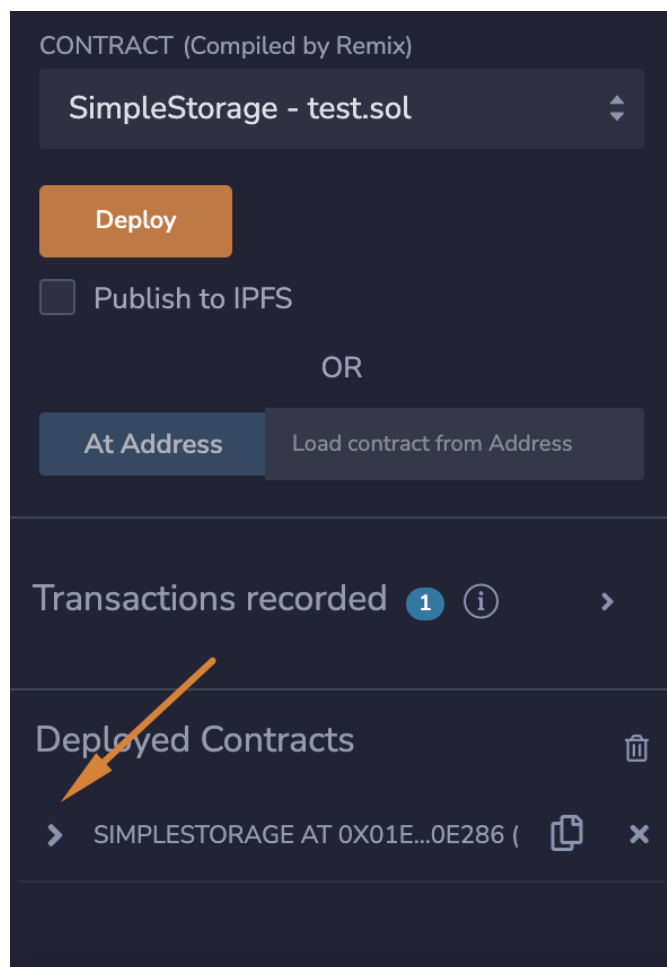 CONTRACT (Compiled by Remix)
SimpleStorage - test.sol
Deploy
Publish to IPFS
OR
At Address
Load contract from Address
Transactions recorded 1 i
Deployed Contracts
SIMPLESTORAGE AT 0X01E...0E286 (